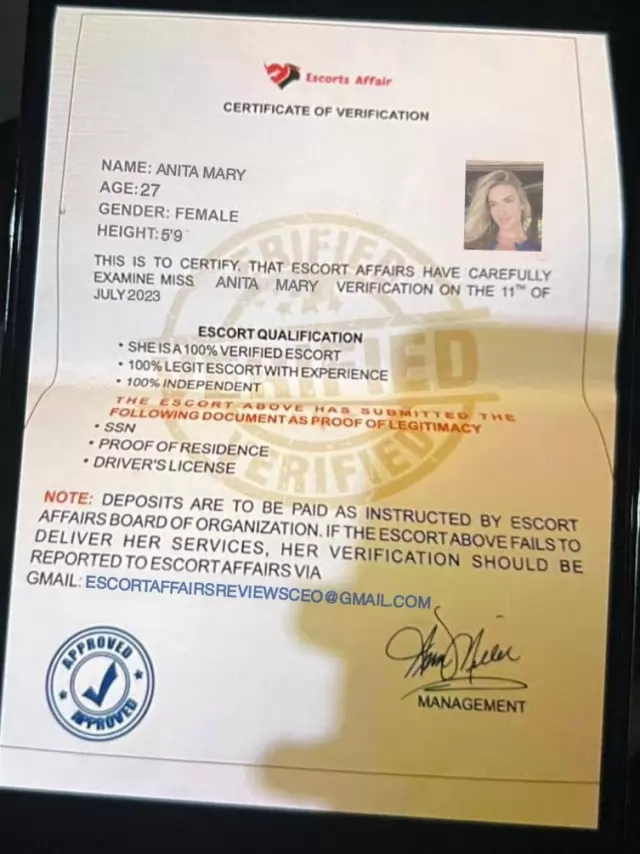 Escorts Affair
CERTIFICATE OF VERIFICATION
NAME: ANITA MARY
AGE:27
GENDER: FEMALE
HEIGHT:5'9
THIS IS TO CERTIFY. THAT ESCORT AFFAIRS HAVE CAREFULLY
EXAMINE MISS ANITA MARY VERIFICATION ON THE 11TH OF
JULY 2023
ESCORT QUALIFICATION
• SHE IS A 100% VERIFIED ESCORT
• 100% LEGIT ESCORT WITH EXPERIENCE
• 100% INDEPENDENT
THE ESCORT ABOVE HAS SUBMITTED THE
FOLLOWING DOCUMENT AS PROOF OF LEGITIMACY
• SSN
• PROOF OF RESIDENCE
• DRIVER'S LICENSE
VERIFIED
VERIFIED
VERIFIED
NOTE: DEPOSITS ARE TO BE PAID AS INSTRUCTED BY ESCORT
AFFAIRS BOARD OF ORGANIZATION. IF THE ESCORT ABOVE FAILS TO
DELIVER HER SERVICES, HER VERIFICATION SHOULD BE
REPORTED TO ESCORT AFFAIRS VIA
GMAIL: ESCORTAFFAIRSREVIEWSCEO@GMAIL.COM
APPROVED
APPROVED
MANAGEMENT